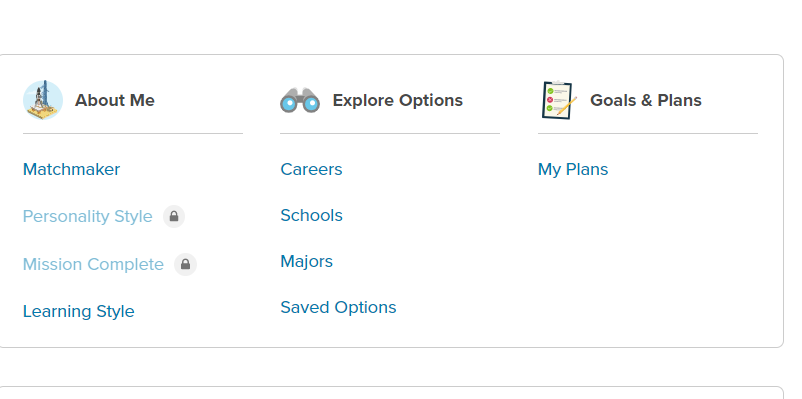 About Me
Matchmaker
Personality Style
Mission Complete
Learning Style
Explore Options
Careers
Schools
Majors
Saved Options
Goals & Plans
My Plans